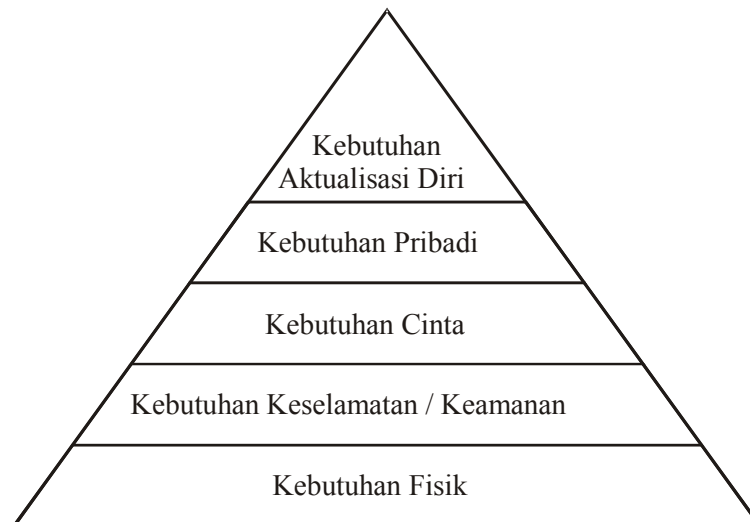 Kebutuhan
Aktualisasi Diri
Kebutuhan Pribadi
Kebutuhan Cinta
Kebutuhan Keselamatan / Keamanan
Kebutuhan Fisik